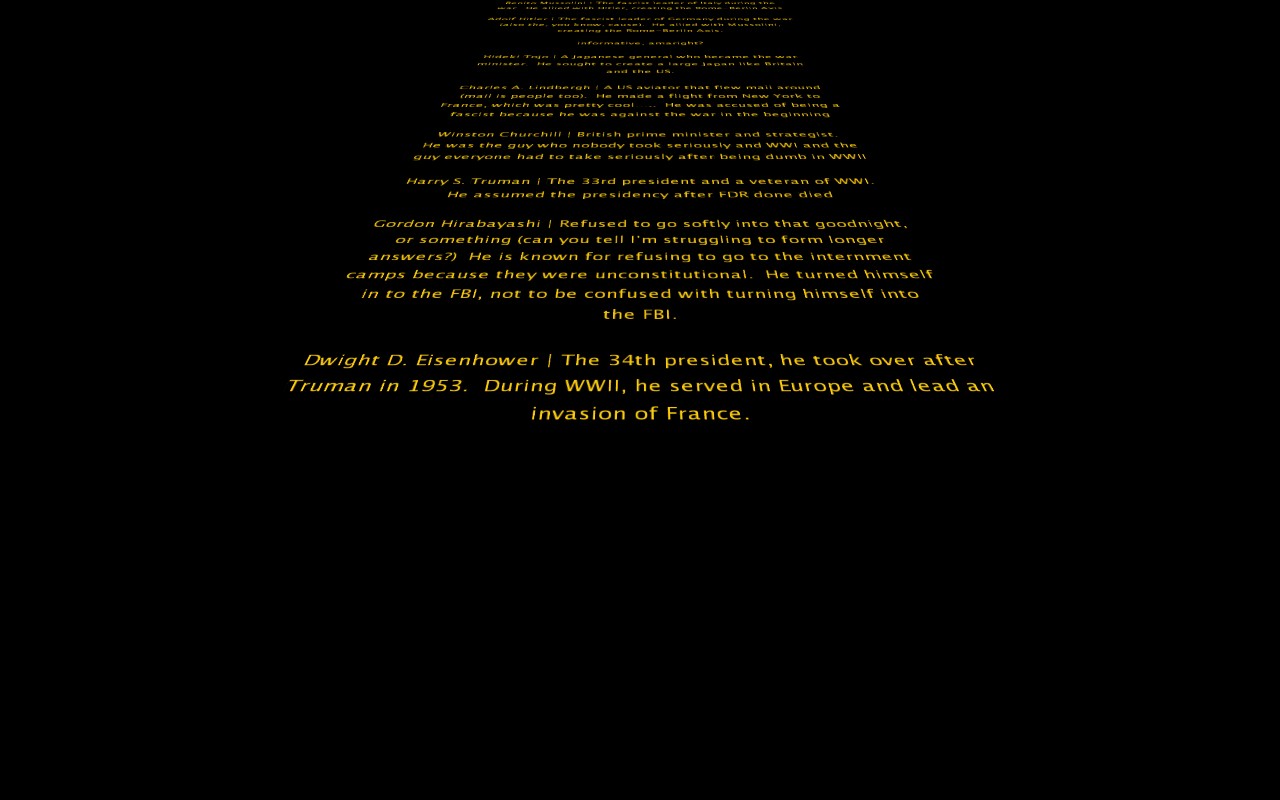 Benito Mussolini | The fascist leader of Italy during the
war. He allied with Hitler, creating the Rome-Berlin Axis
Adolf Hitler | The fascist leader of Germany during the war
(also the, you know, cause). He allied with Mussolini,
creating the Rome-Berlin Axis.
informative, amaright?
Hideki Tojo | A Japanese general who became the war
minister. He sought to create a large Japan like Britain
and the US.
Charles A. Lindbergh | A US aviator that flew mail around
(mail is people too). He made a flight from New York to
France, which was pretty cool .... He was accused of being a
fascist because he was against the war in the beginning
Winston Churchill | British prime minister and strategist.
He was the guy who nobody took seriously and WWI and the
guy everyone had to take seriously after being dumb in WWII
Harry S. Truman | The 33rd president and a veteran of WWI.
He assumed the presidency after FDR done died
Gordon Hirabayashi | Refused to go softly into that goodnight,
or something (can you tell I'm struggling to form longer
answers?) He is known for refusing to go to the internment
camps because they were unconstitutional. He turned himself
in to the FBI, not to be confused with turning himself into
the FBI.
Dwight D. Eisenhower | The 34th president, he took over after
Truman in 1953. During WWII, he served in Europe and lead an
invasion of France.